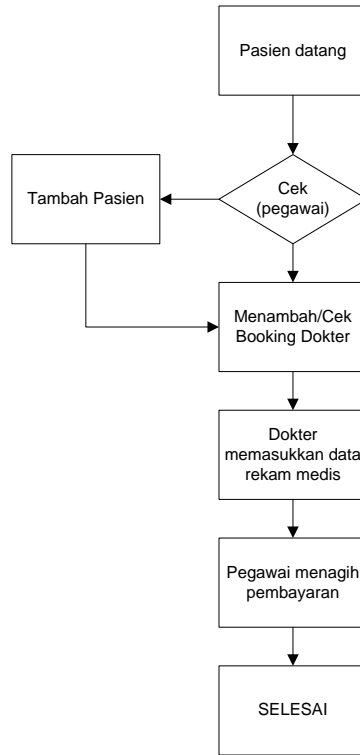 Pasien datang
Cek
(pegawai)
Tambah Pasien
Menambah/Cek
Booking Dokter
Dokter
memasukkan data
rekam medis
Pegawai menagih
pembayaran
SELESAI